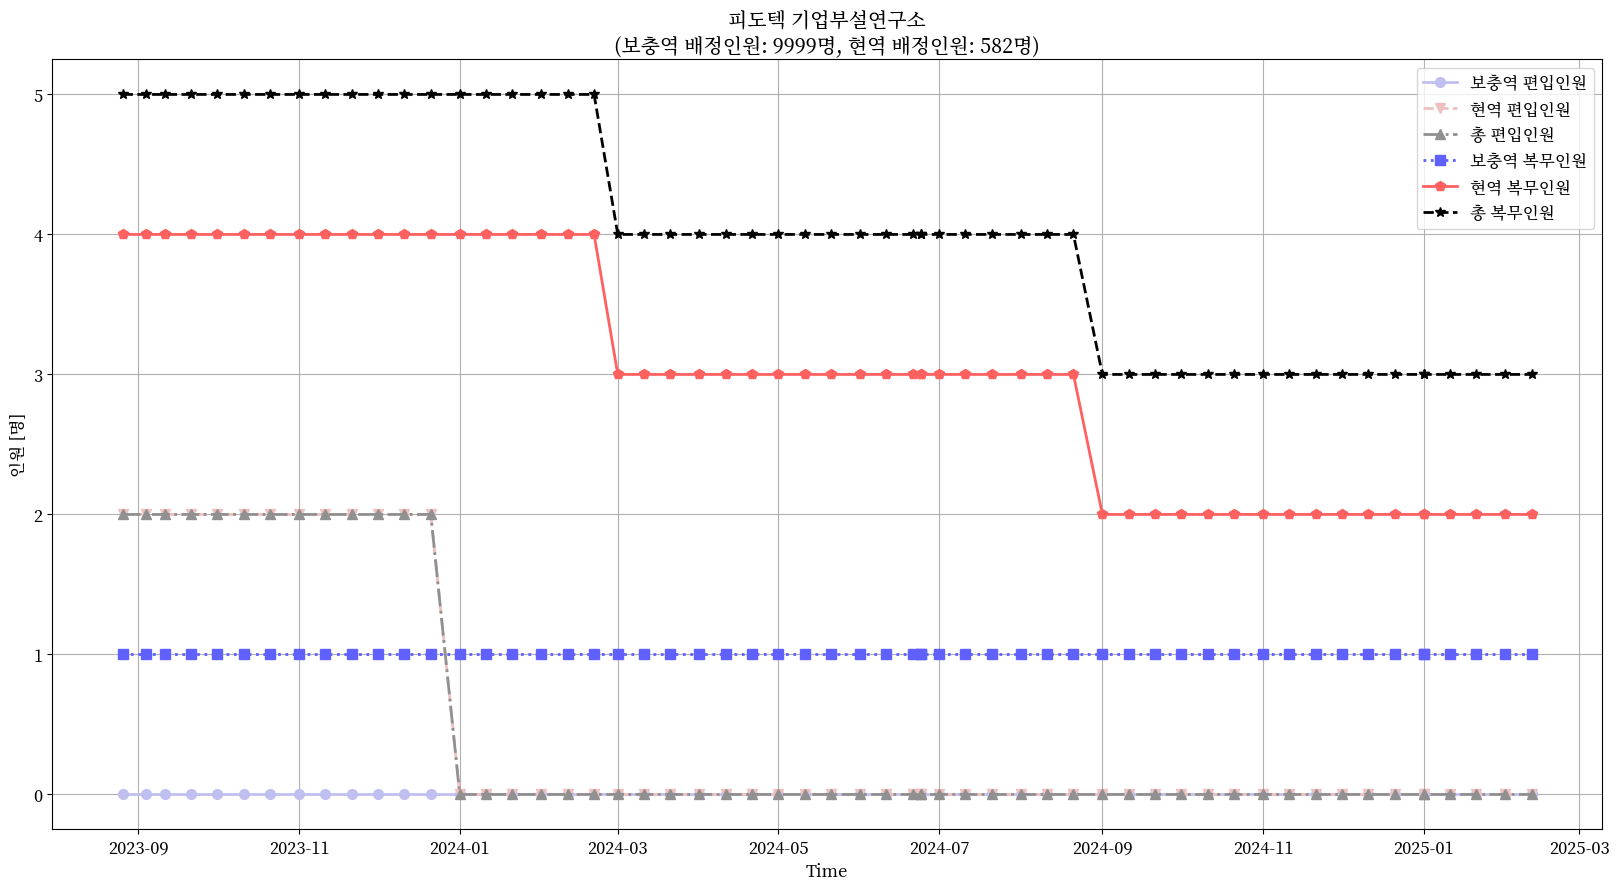 피도텍 기업부설연구소
(보충역 배정인원: 9999명, 현역 배정인원: 582명)
보충역 편입인원
현역 편입인원
총 편입인원
보충역 복무인원
현역 복무인원
총 복무인원
인원 [명]
5
4
3
2
1
0
2023-09
2023-11
2024-01
2024-03
2024-05
2024-07
2024-09
2024-11
2025-01
2025-03
Time